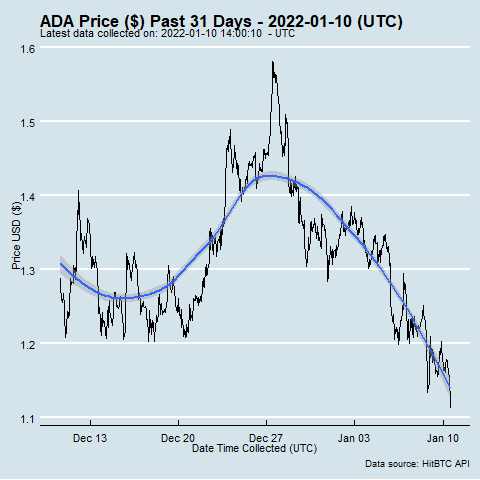 ADA Price ($) Past 31 Days - 2022-01-10 (UTC)
Latest data collected on: 2022-01-10 14:00:10  - UTC
1.6
1.5
1.4
1.3
1.2
1.1
Price USD ($)
Dec 13
Dec 20
Dec 27
Jan 03
Jan 10
Date Time Collected (UTC)
Data source: HitBTC API